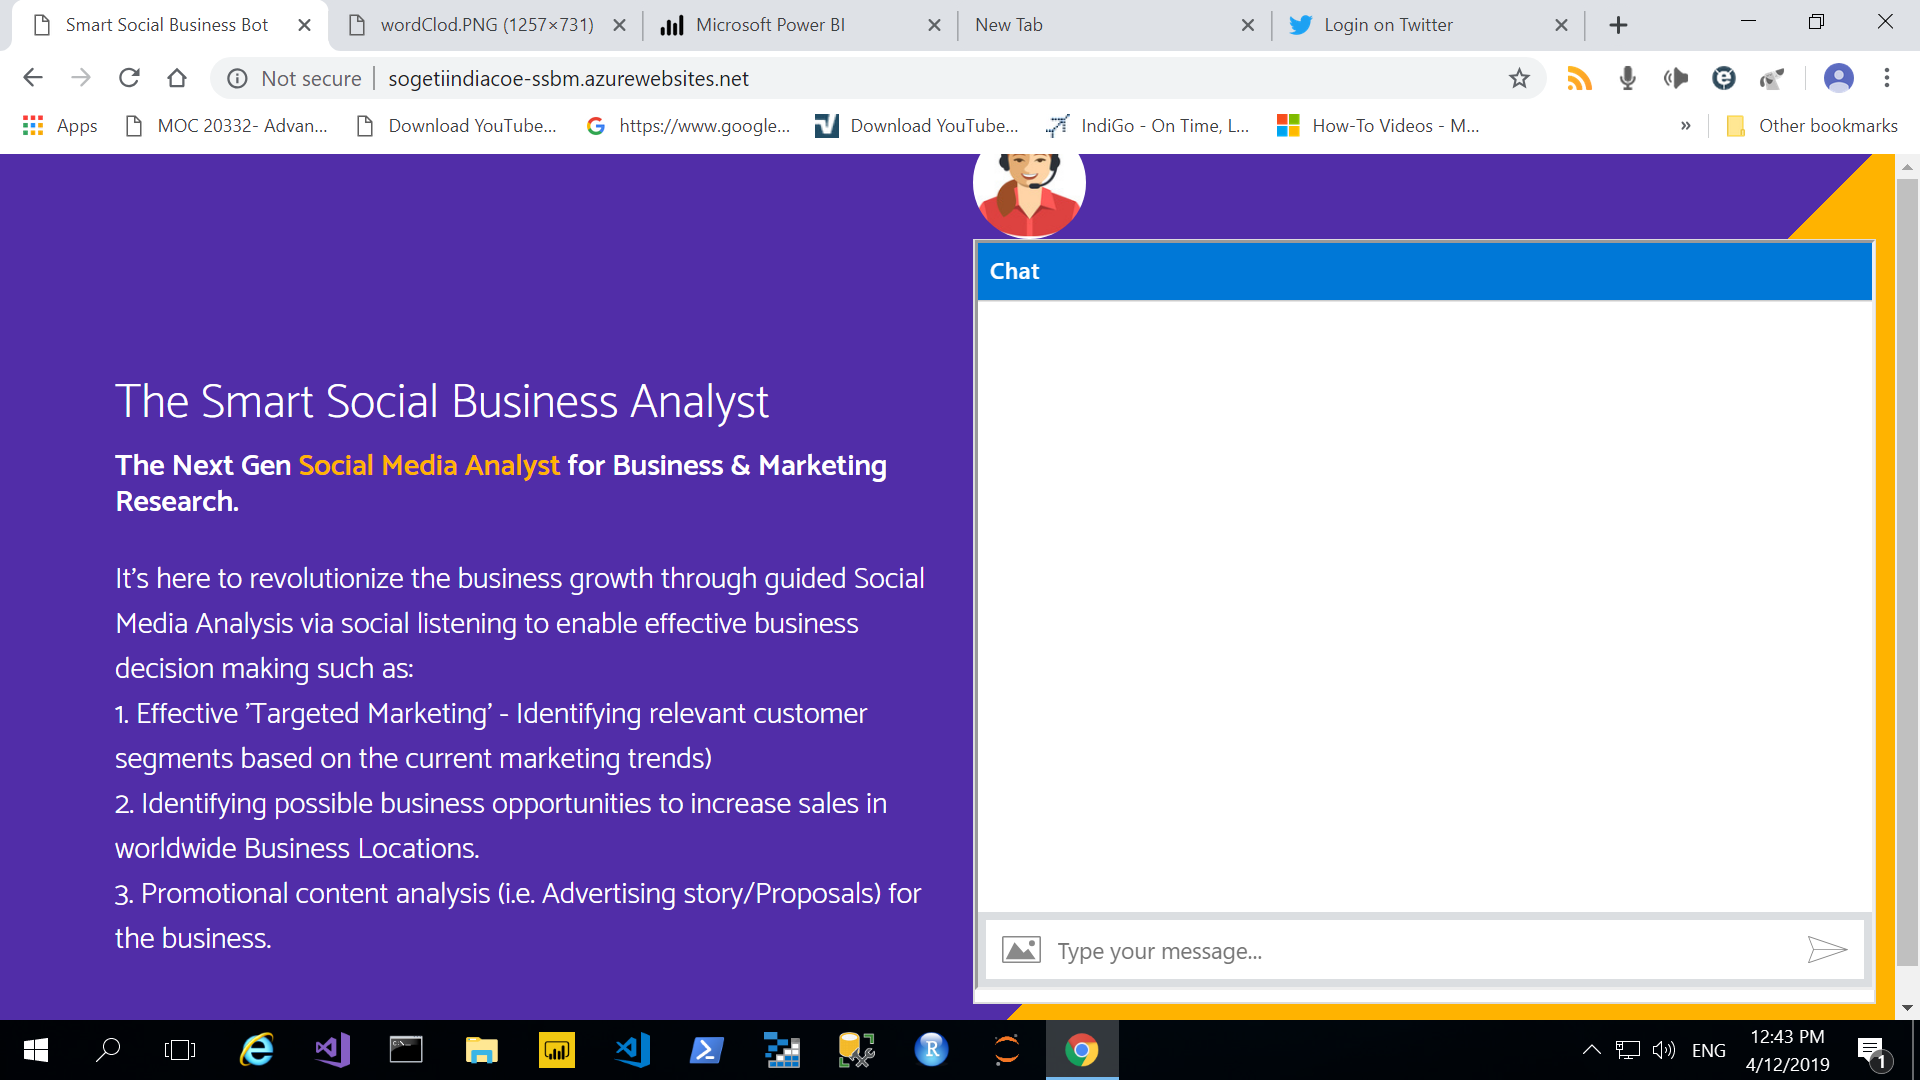 Smart Social Business Bot
wordClod.PNG (1257×731)
Microsoft Power BI
New Tab
Login on Twitter
Not secure
sogetiindiacoe-ssbm.azurewebsites.net
Apps
MOC 20332- Advan...
Download YouTube...
https://www.google...
Download YouTube...
IndiGo - On Time, L...
How-To Videos - M...
»
Other bookmarks
Chat
The Smart Social Business Analyst
The Next Gen Social Media Analyst for Business & Marketing
Research.
It's here to revolutionize the business growth through guided Social
Media Analysis via social listening to enable effective business
decision making such as:
1. Effective 'Targeted Marketing' - Identifying relevant customer
segments based on the current marketing trends)
2. Identifying possible business opportunities to increase sales in
worldwide Business Locations.
3. Promotional content analysis (i.e. Advertising story/Proposals) for
the business.
Type your message...
R
ENG
12:43 PM
4/12/2019
1